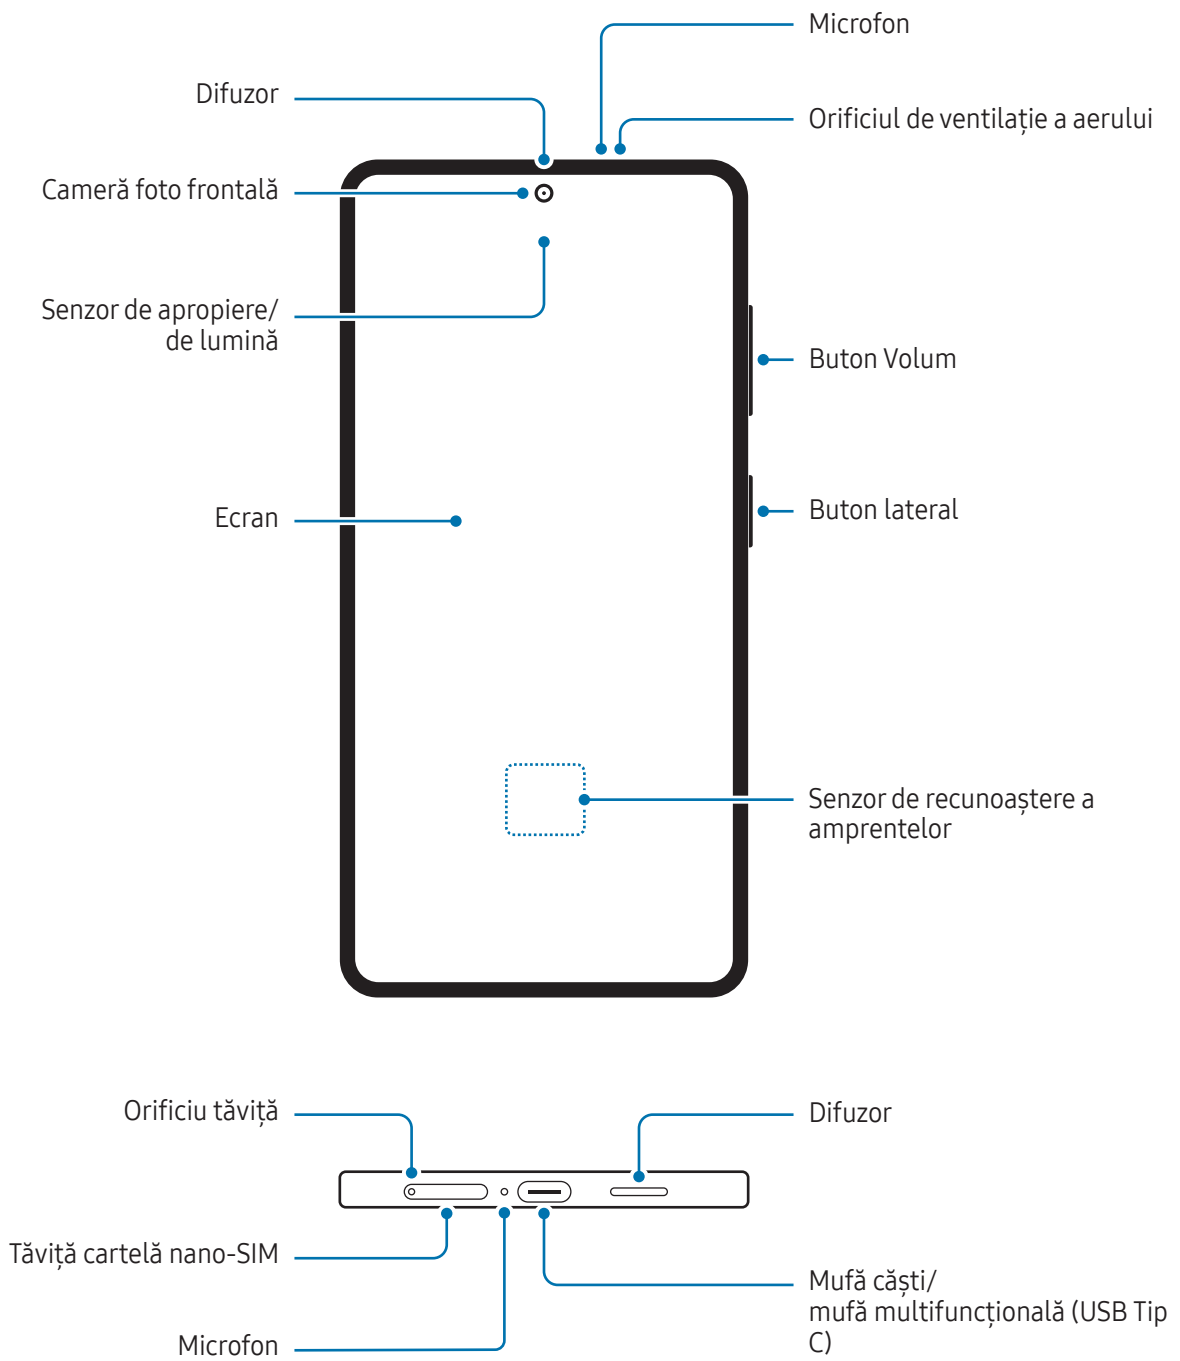 Microfon
Difuzor
Orificiul de ventilație a aerului
Cameră foto frontală
Senzor de apropiere/
de lumină
Buton Volum
Ecran
Buton lateral
Senzor de recunoaștere a
amprentelor
Orificiu tăviță
Difuzor
Tăviță cartelă nano-SIM
Mufă căști/
mufă multifuncțională (USB Tip
C)
Microfon